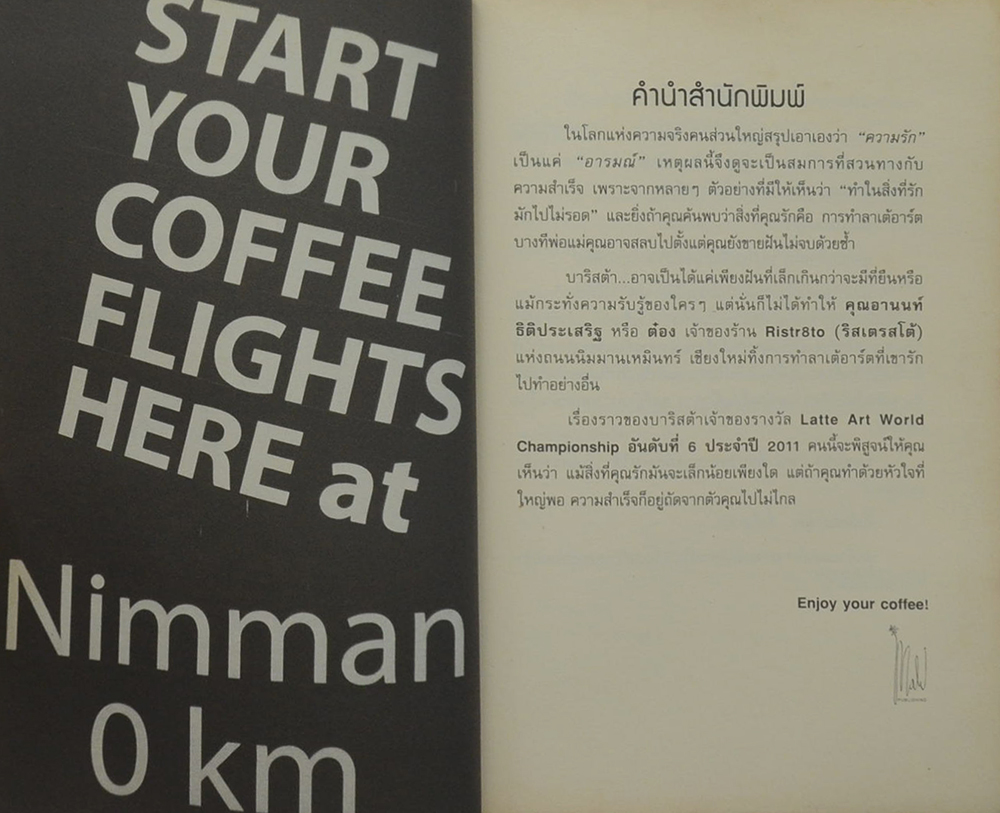 START
YOUR
COFFEE
FLIGHTS
HERE at
Nimman
0 km
คำนำสำนักพิมพ์
ในโลกแห่งความจริงคนส่วนใหญ่สรุปเอาเองว่า “ความรัก”
เป็นแค่ “อารมณ์” เหตุผลนี้จึงดูจะเป็นสมการที่สวนทางกับ
ความสำเร็จ เพราะจากหลายๆ ตัวอย่างที่มีให้เห็นว่า “ทำในสิ่งที่รัก
มักไปไม่รอด” และยิ่งถ้าคุณค้นพบว่าสิ่งที่คุณรักคือ การทำลาเต้อาร์ต
บางทีพ่อแม่คุณอาจสลบไปตั้งแต่คุณยังขายฝันไม่จบด้วยซ้ำ
บาริสต้า...อาจเป็นได้แค่เพียงฝันที่เล็กเกินกว่าจะมีที่ยืนหรือ
แม้กระทั่งความรับรู้ของใครๆ แต่นั่นก็ไม่ได้ทำให้ คุณอานนท์
ธิติประเสริฐ หรือ ต๋อง เจ้าของร้าน Ristr8to (ริสเตรสโต้)
แห่งถนนนิมมานเหมินทร์ เชียงใหม่ทิ้งการทำลาเต้อาร์ตที่เขารัก
ไปทำอย่างอื่น
เรื่องราวของบาริสต้าเจ้าของรางวัล Latte Art World
Championship อันดับที่ 6 ประจำปี 2011 คนนี้จะพิสูจน์ให้คุณ
เห็นว่า แม้สิ่งที่คุณรักมันจะเล็กน้อยเพียงใด แต่ถ้าคุณทำด้วยหัวใจที่
ใหญ่พอ ความสำเร็จก็อยู่ถัดจากตัวคุณไปไม่ไกล
Enjoy your coffee!